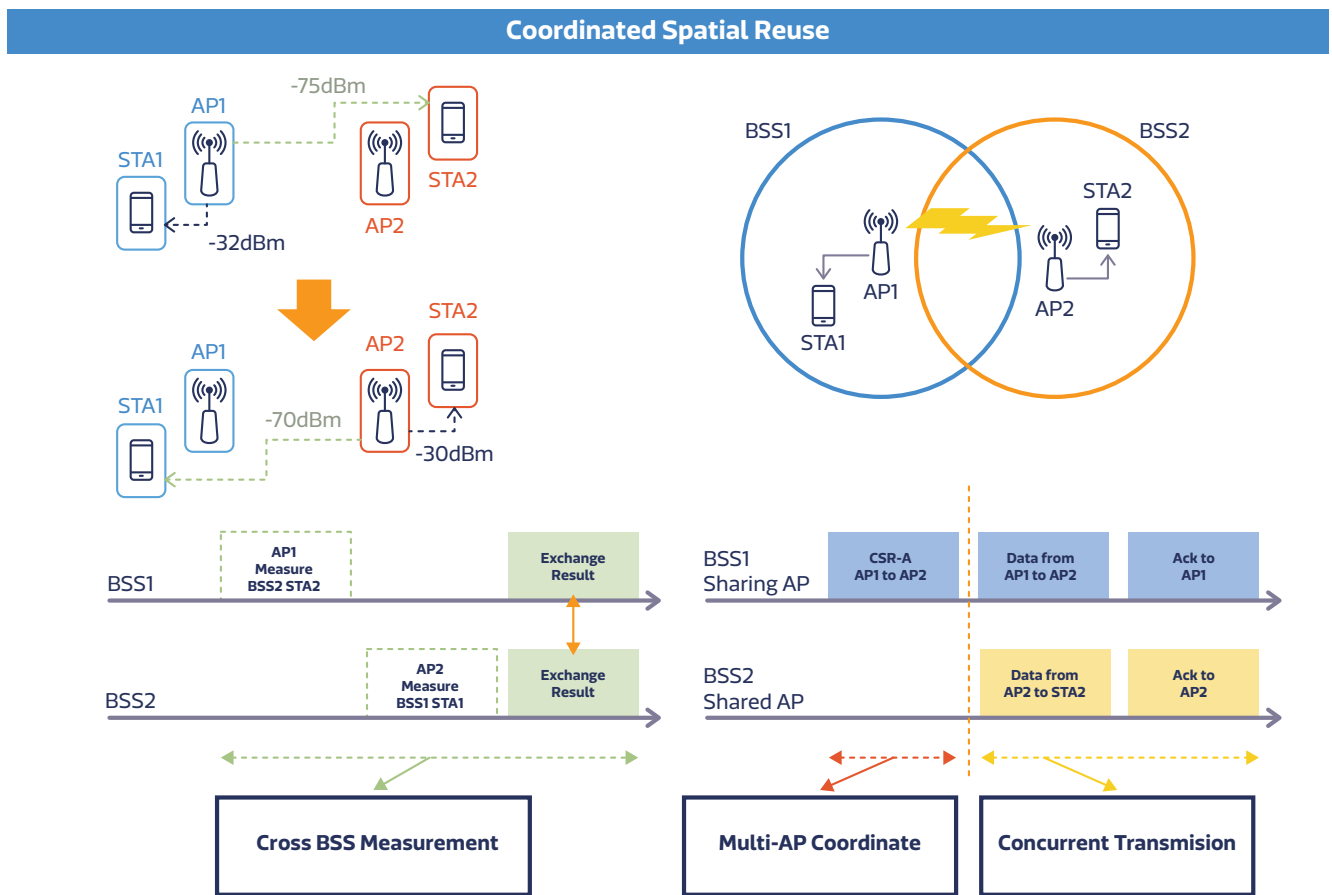 Coordinated Spatial Reuse
-75dBm
AP1
STA1
STA2
AP2
-32dBm
STA2
AP1
AP2
STA1
-70dBm
-30dBm
BSS1
BSS2
STA2
AP1
AP2
STA1
BSS1
AP1
Measure
BSS2 STA2
Exchange
Result
BSS2
AP2
Measure
BSS1 STA1
Exchange
Result
BSS1
Sharing AP
CSR-A
AP1 to AP2
Data from
AP1 to AP2
Ack to
AP1
BSS2
Shared AP
Data from
AP2 to STA2
Ack to
AP2
Cross BSS Measurement
Multi-AP Coordinate
Concurrent Transmision